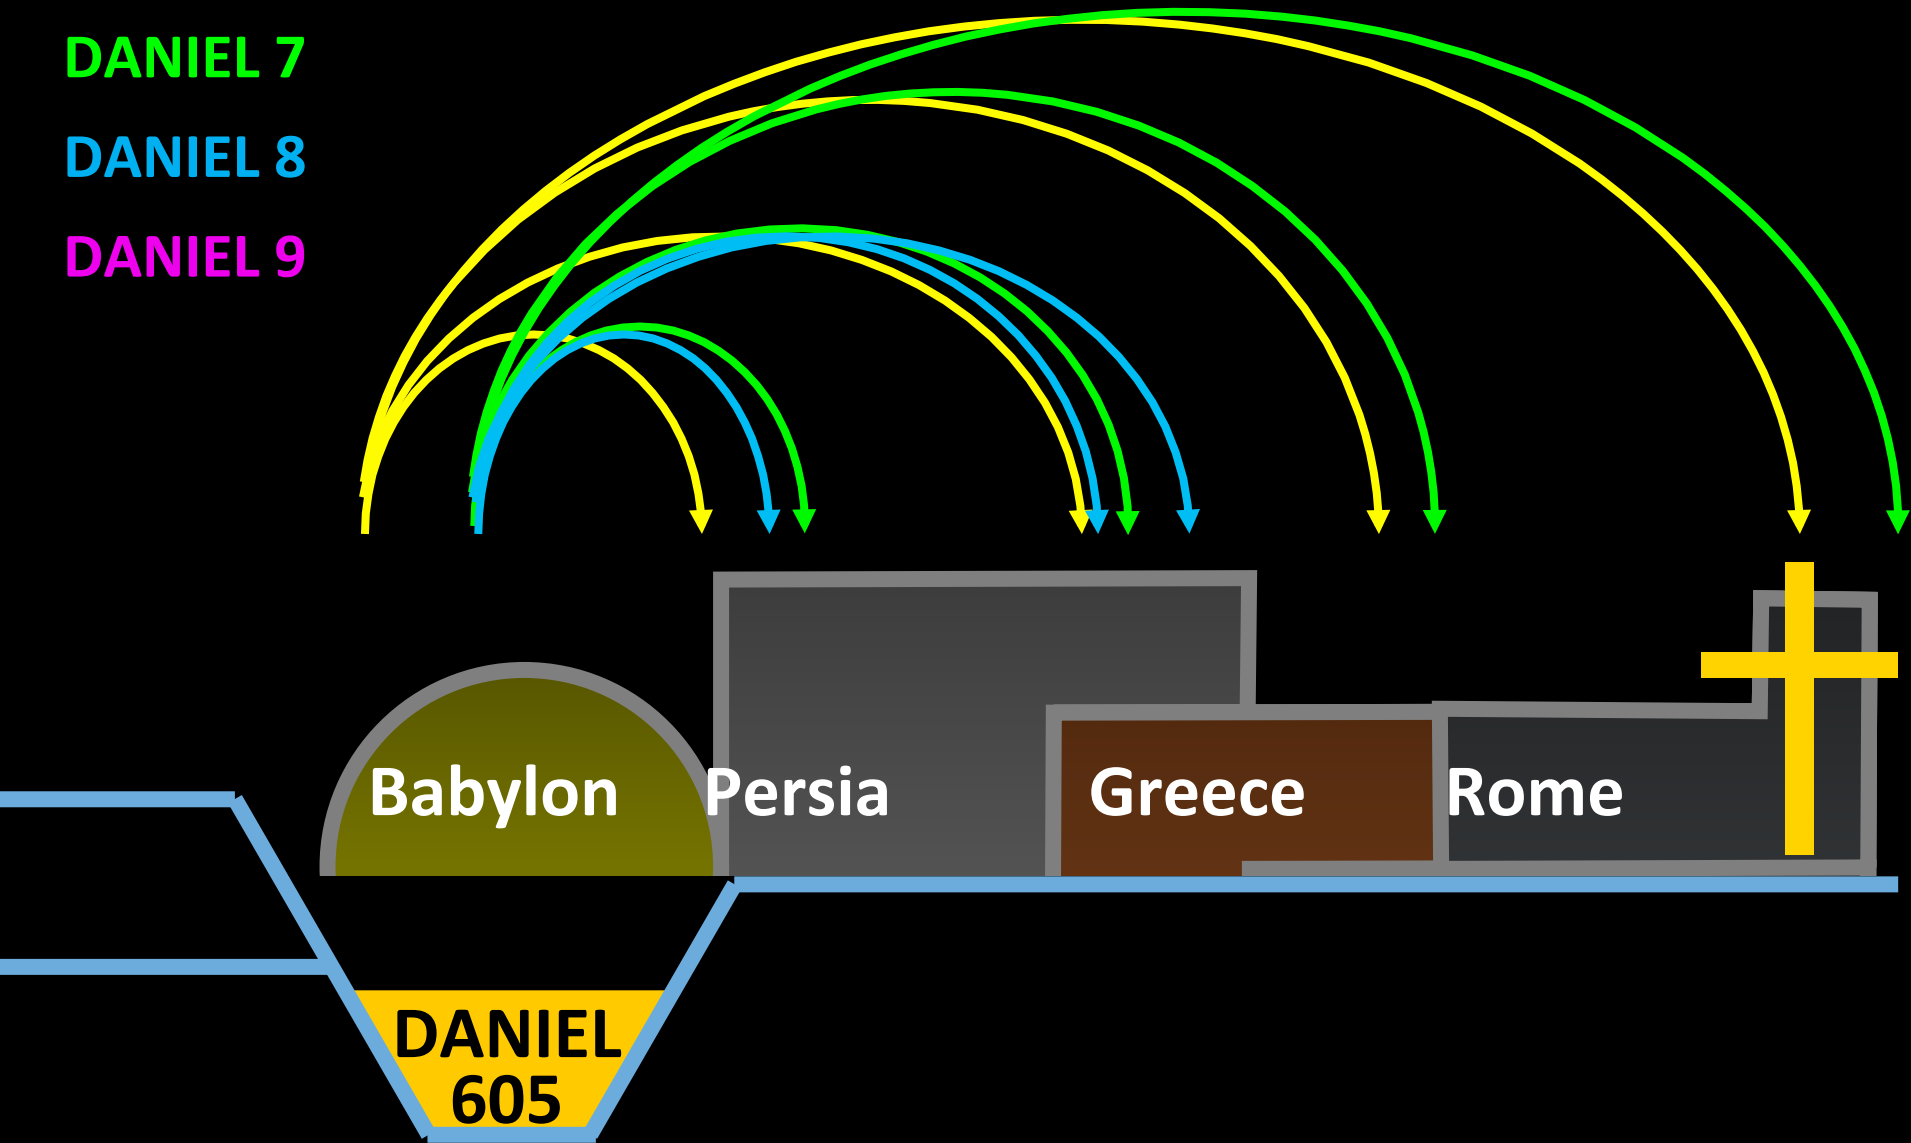 DANIEL 7
DANIEL 8
DANIEL 9
Babylon
Persia
Greece
Rome
DANIEL
605